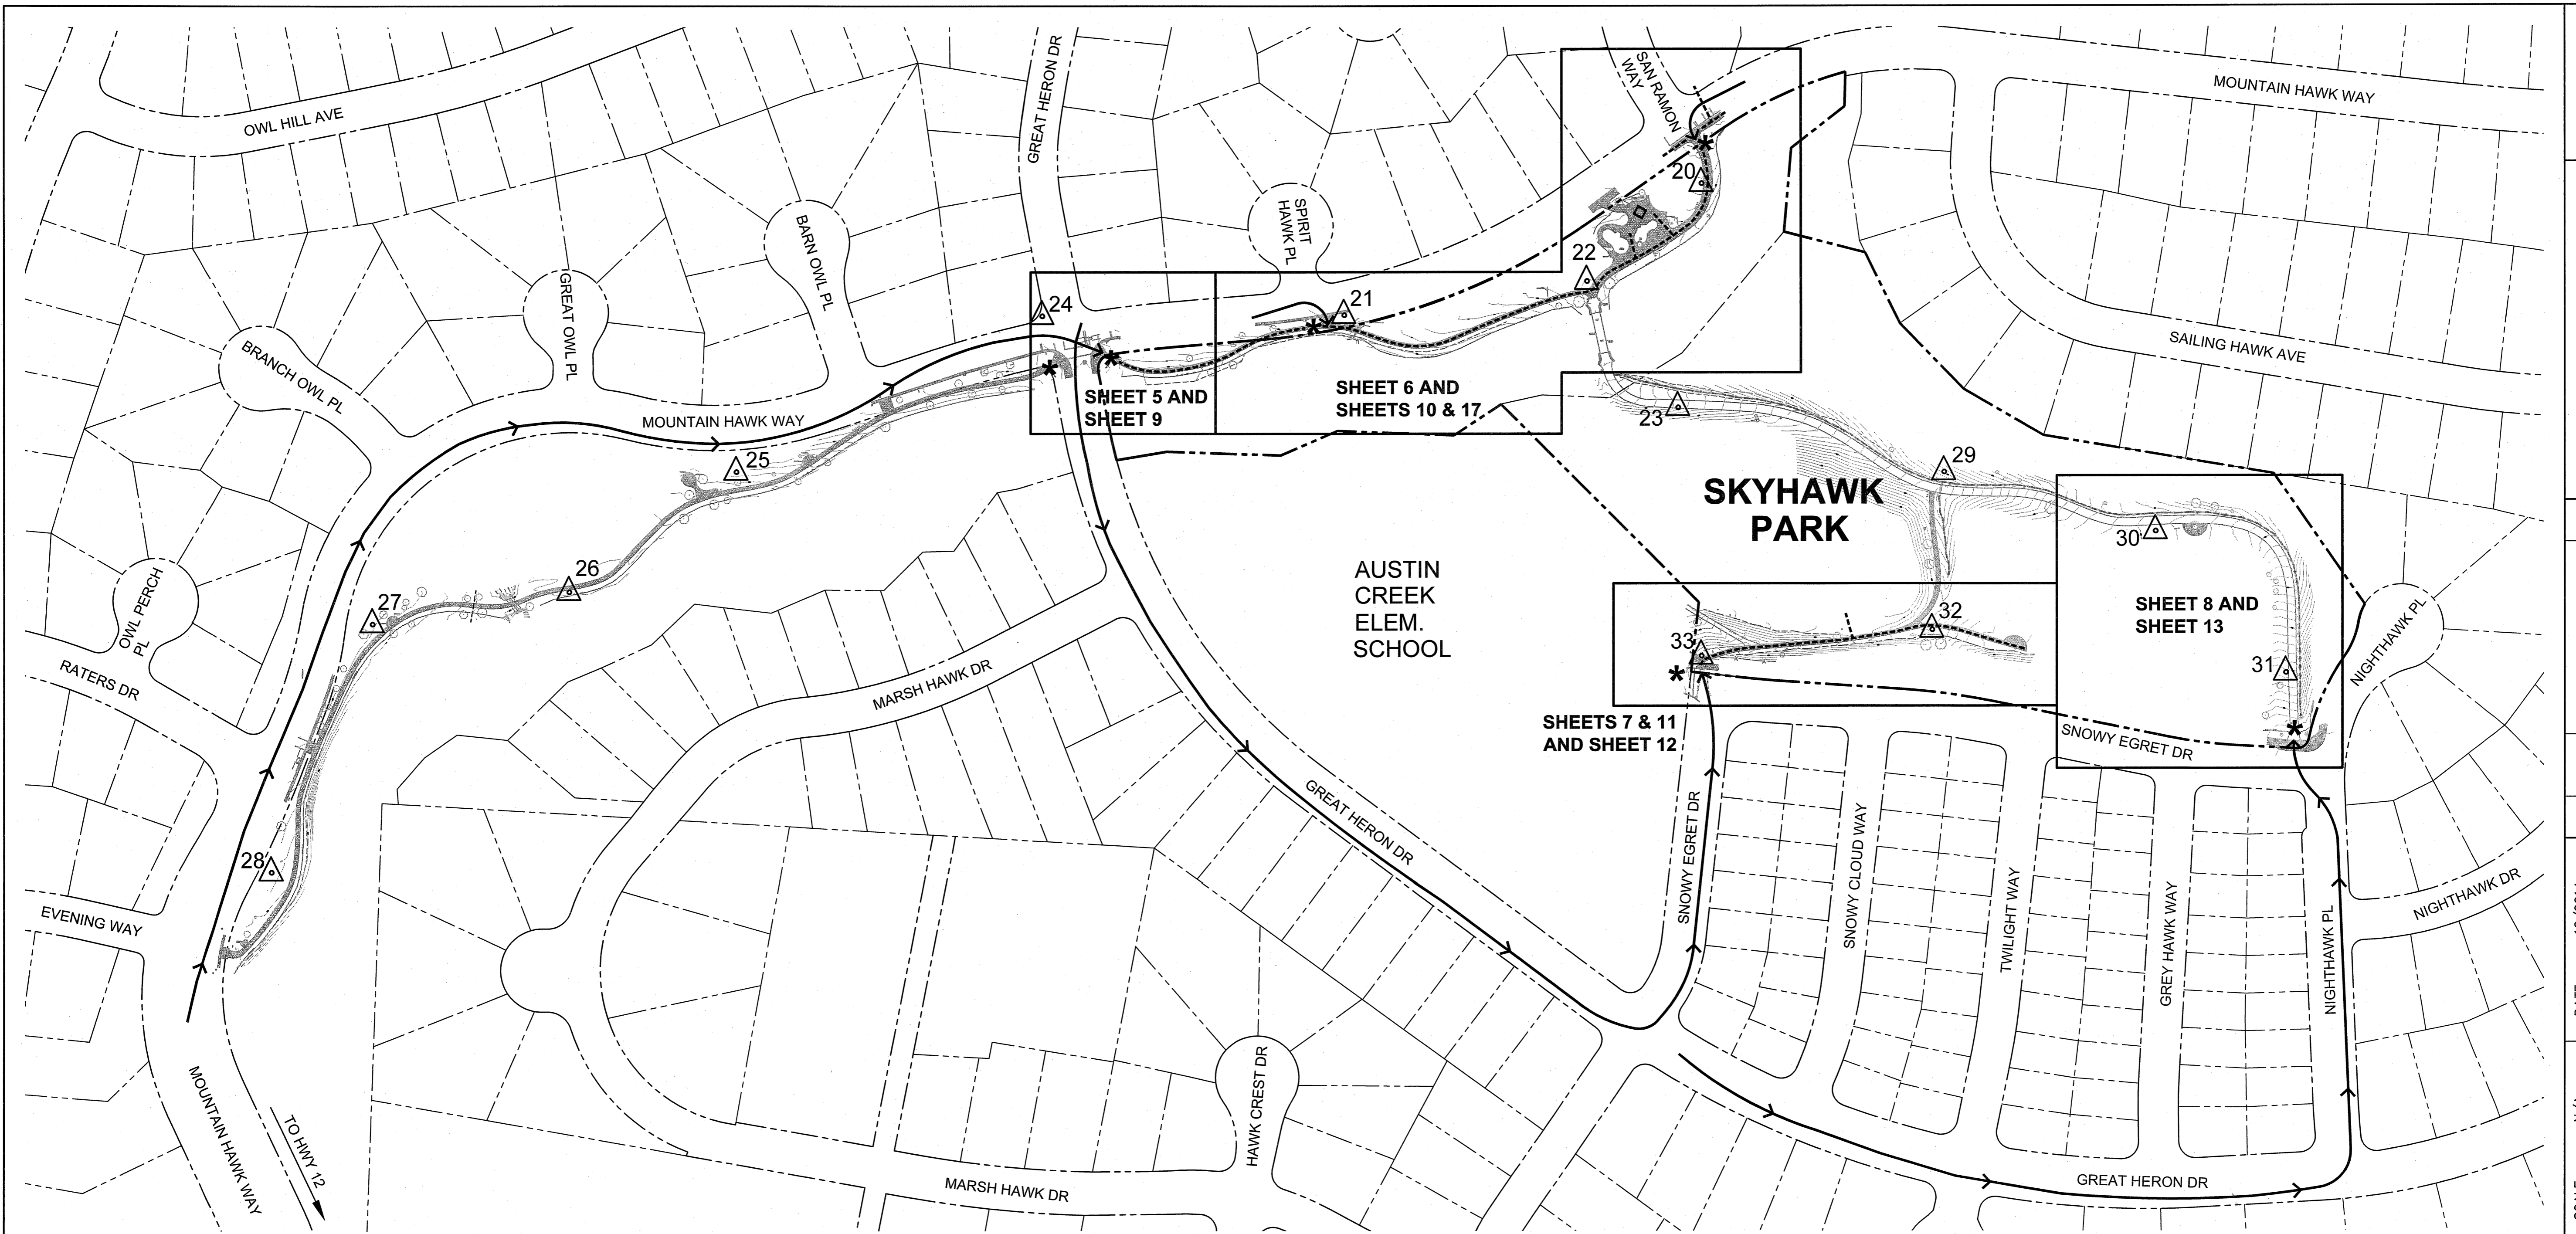 OWL HILL AVE
GREAT HERON DR
SAN RAMON
WAY
MOUNTAIN HAWK WAY
20
SPIRIT
HAWK PL
BARN OWL PL
22
GREAT OWL PL
24
21
BRANCH OWL PL
SAILING HAWK AVE
SHEET 5 AND
SHEET 9
SHEET 6 AND
SHEETS 10 & 17
23
MOUNTAIN HAWK WAY
25
29
SKYHAWK
PARK
30
26
27
OWL PERCH
PL
AUSTIN
CREEK
ELEM.
SCHOOL
32
33
SHEET 8 AND
SHEET 13
NIGHTHAWK PL
31
RATERS DR
MARSH HAWK DR
SHEETS 7 & 11
AND SHEET 12
SNOWY EGRET DR
28
GREAT HERON DR
SNOWY EGRET DR
SNOWY CLOUD WAY
TWILIGHT WAY
GREY HAWK WAY
NIGHTHAWK PL
NIGHTHAWK DR
EVENING WAY
MOUNTAIN HAWK WAY
TO HWY 12
HAWK CREST DR
MARSH HAWK DR
GREAT HERON DR